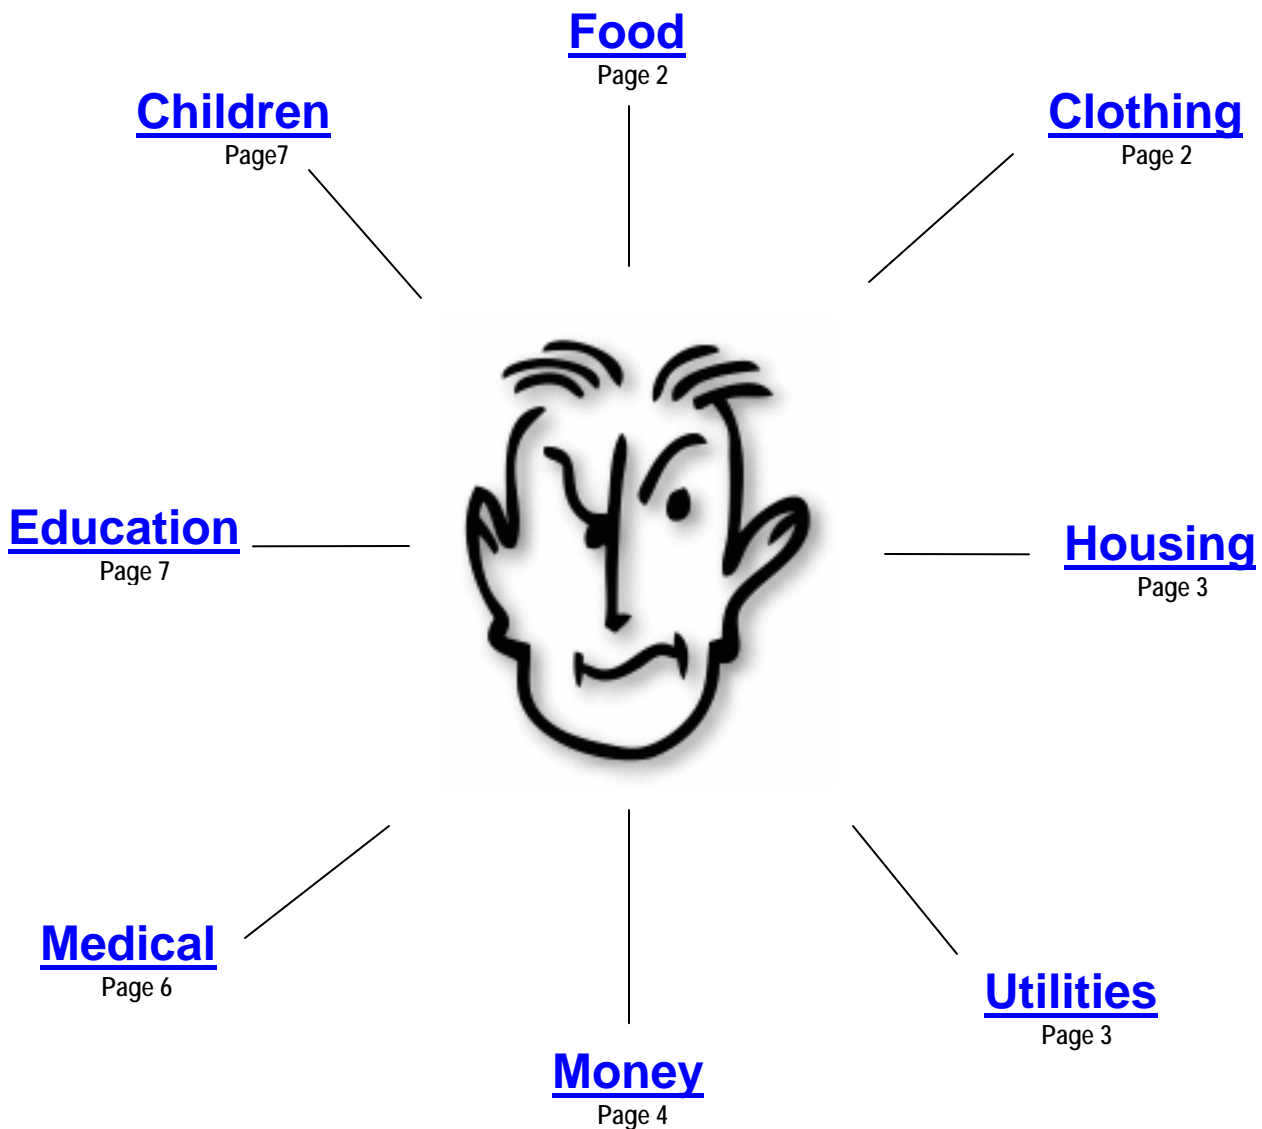 Food
Page 2
Children
Page7
Clothing
Page 2
Education
Page 7
Housing
Page 3
Medical
Page 6
Utilities
Page 3
Money
Page 4